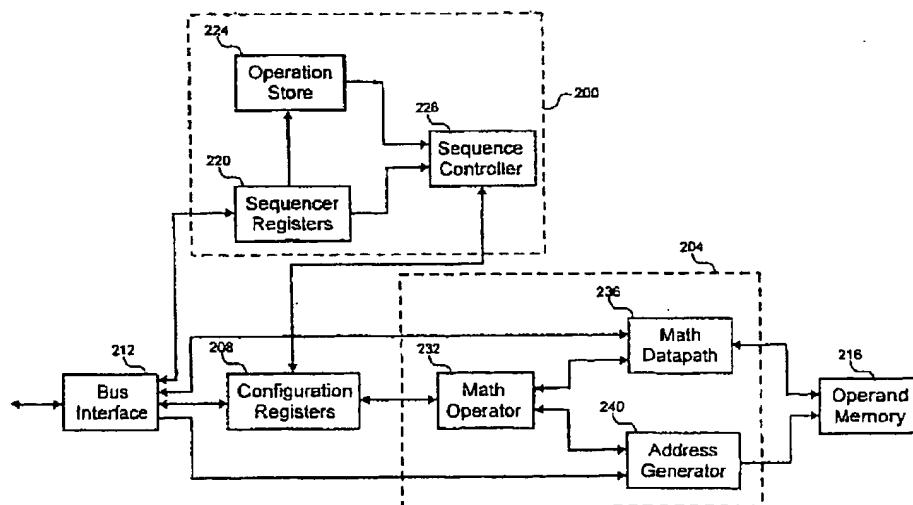 224
Operation
Store
200
226
Sequence
Controller
220
Sequencer
Registers
204
236
Math
Datapath
212
Bus
Interface
208
Configuration
Registers
232
Math
Operator
216
Operand
Memory
240
Address
Generator